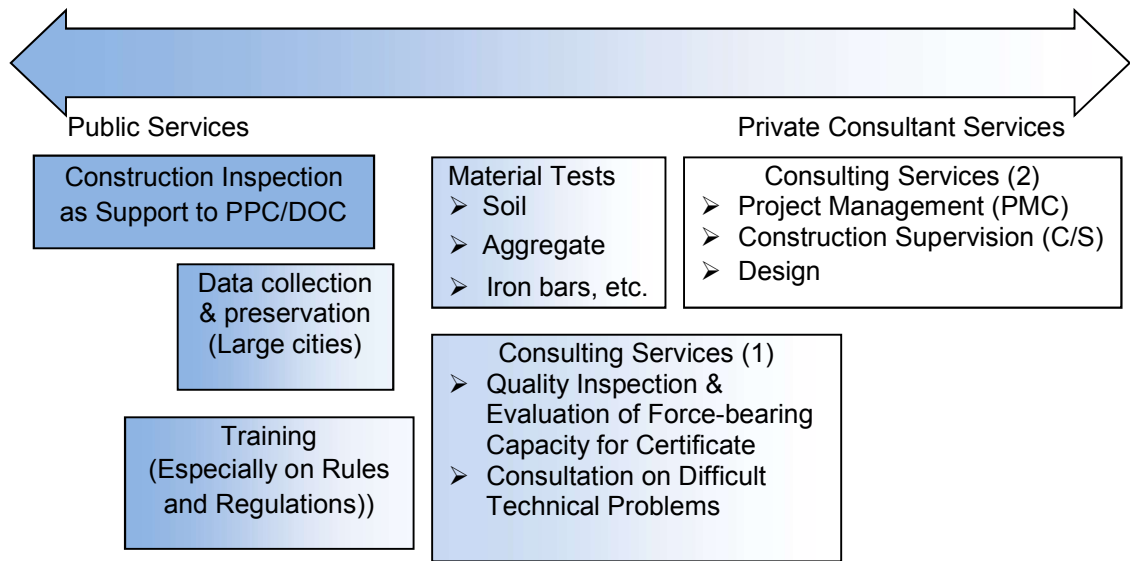 Public Services
Private Consultant Services
Construction Inspection
as Support to PPC/DOC
Data collection
& preservation
(Large cities)
Training
(Especially on Rules
and Regulations))
Material Tests
➢ Soil
➢ Aggregate
➢ Iron bars, etc.
Consulting Services (1)
➢ Quality Inspection &
Evaluation of Force-bearing
Capacity for Certificate
➢ Consultation on Difficult
Technical Problems
Consulting Services (2)
➢ Project Management (PMC)
➢ Construction Supervision (C/S)
➢ Design